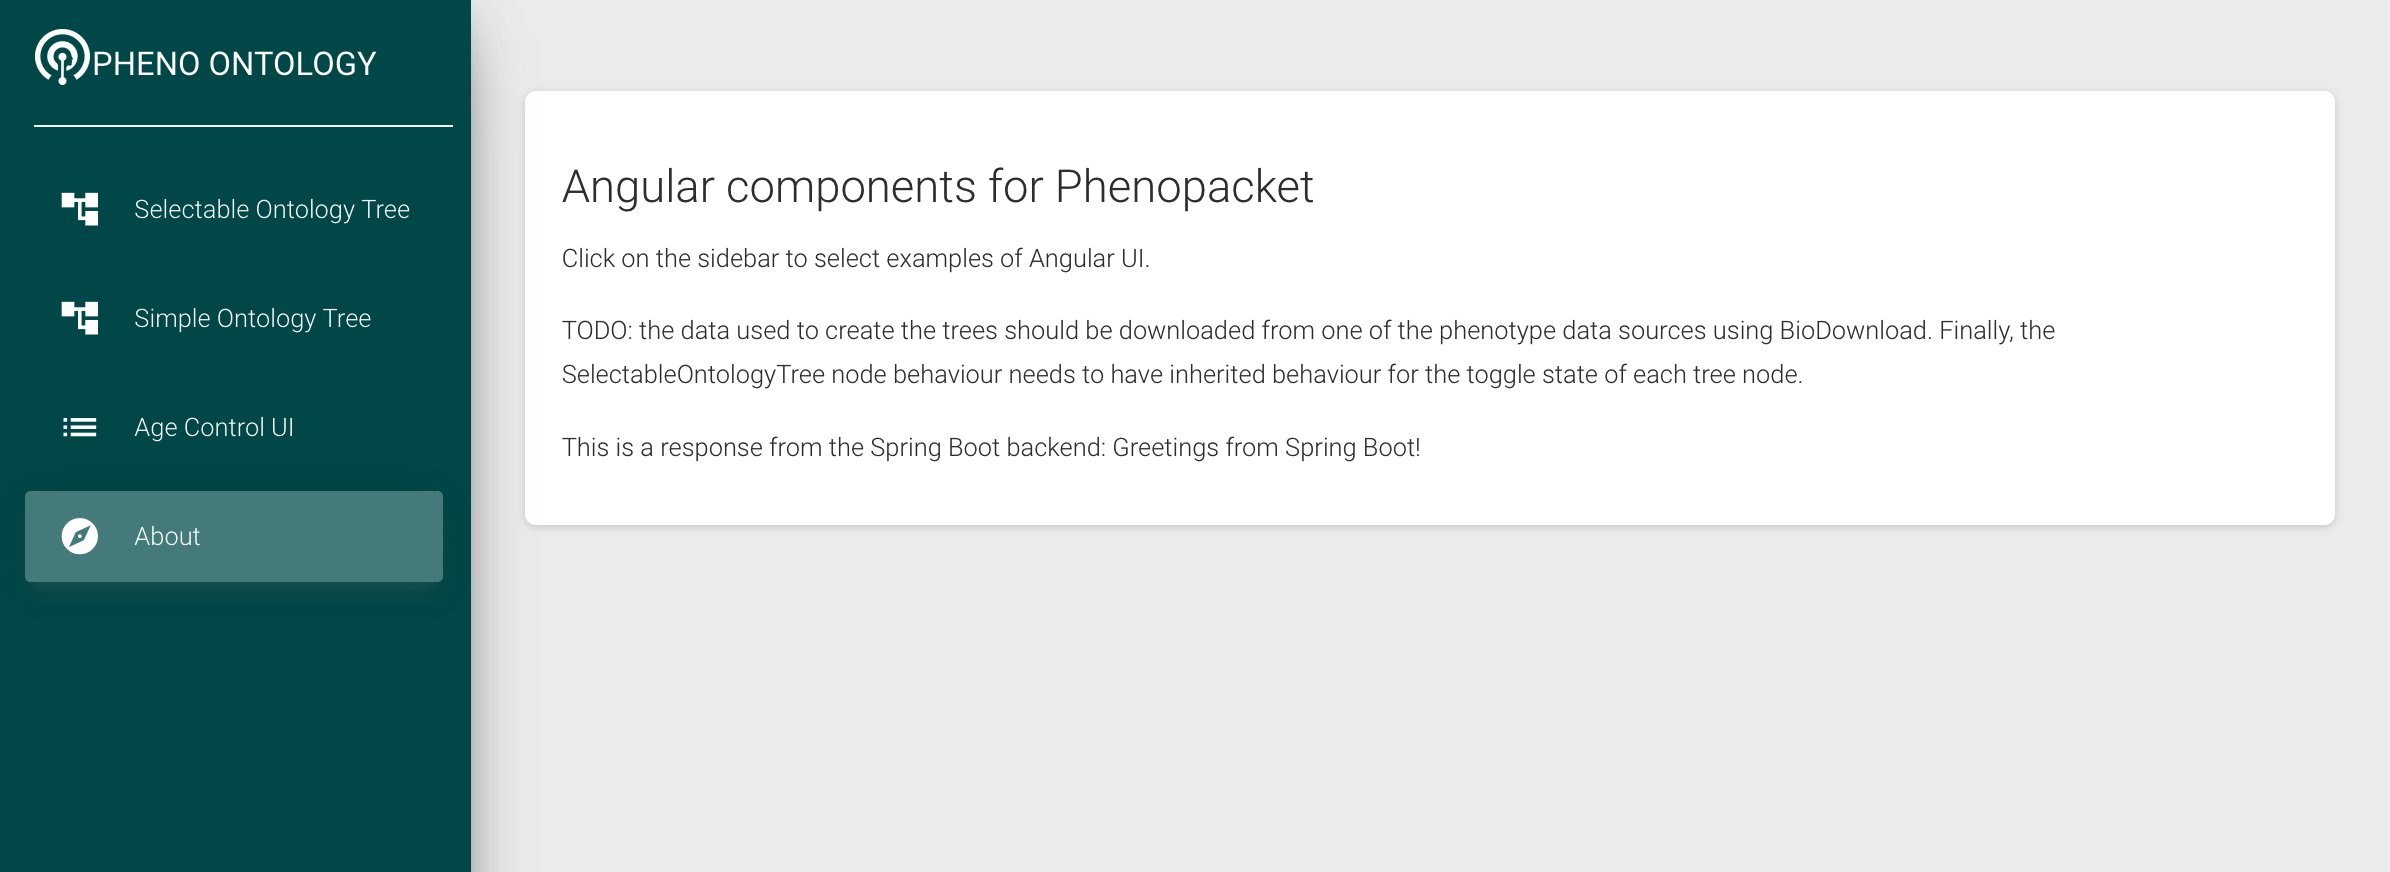 PHENO ONTOLOGY
Selectable Ontology Tree
Simple Ontology Tree
Age Control UI
About
Angular components for Phenopacket
Click on the sidebar to select examples of Angular UI.
TODO: the data used to create the trees should be downloaded from one of the phenotype data sources using BioDownload. Finally, the
SelectableOntologyTree node behaviour needs to have inherited behaviour for the toggle state of each tree node.
This is a response from the Spring Boot backend: Greetings from Spring Boot!